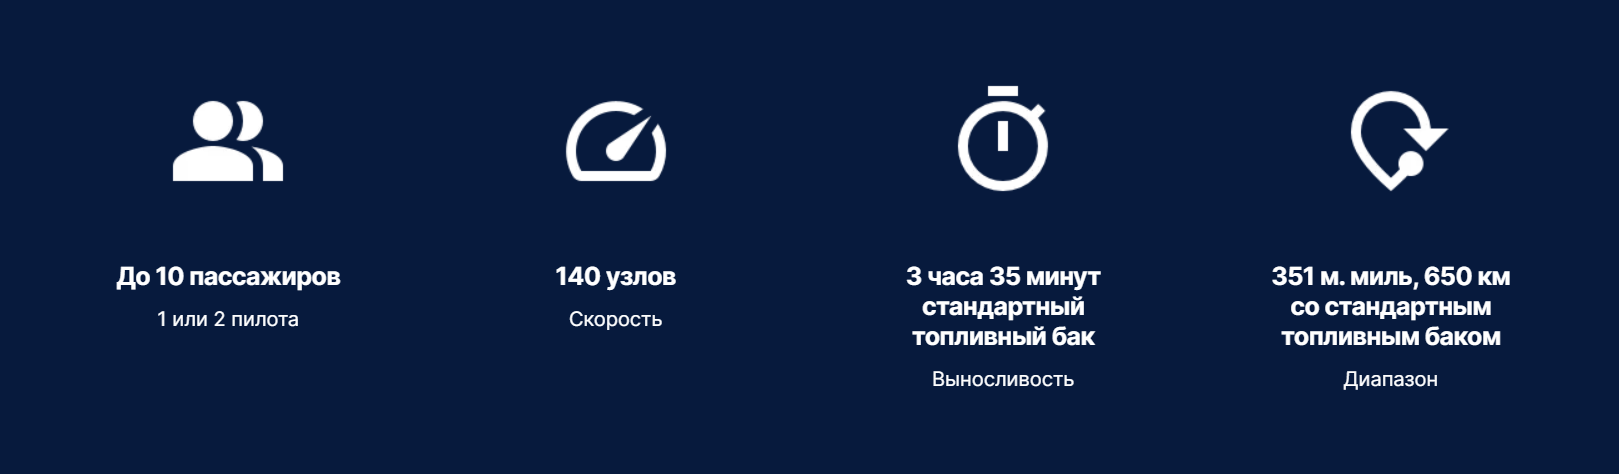 До 10 пассажиров
1 или 2 пилота
140 узлов
Скорость
3 часа 35 минут
стандартный
топливный бак
Выносливость
351 м. миль, 650 км
со стандартным
топливным баком
Диапазон